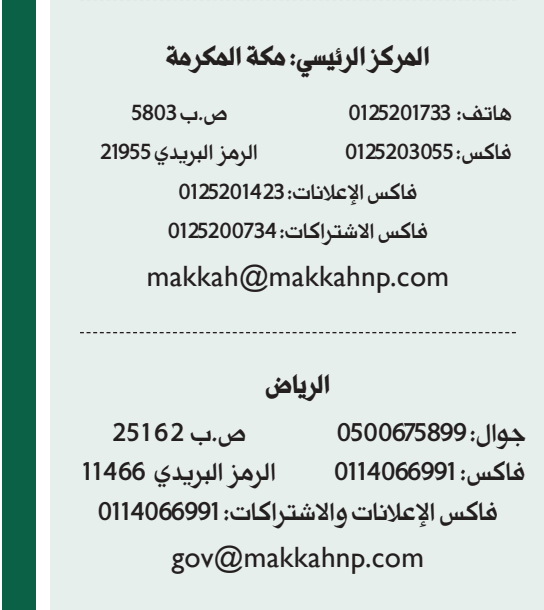 المركز الرئيسي: مكة المكرمة
هاتف: 0125201733 ص.ب 5803
فاكس: 0125203055 الرمز البريدي 21955
فاكس الإعلانات: 0125201423
فاكس الاشتراكات: 0125200734
makkah@makkahnp.com
الرياض
جوال: 0500675899 ص.ب 25162
فاكس: 0114066991 الرمز البريدي 11466
فاكس الإعلانات والاشتراكات: 0114066991
gov@makkahnp.com